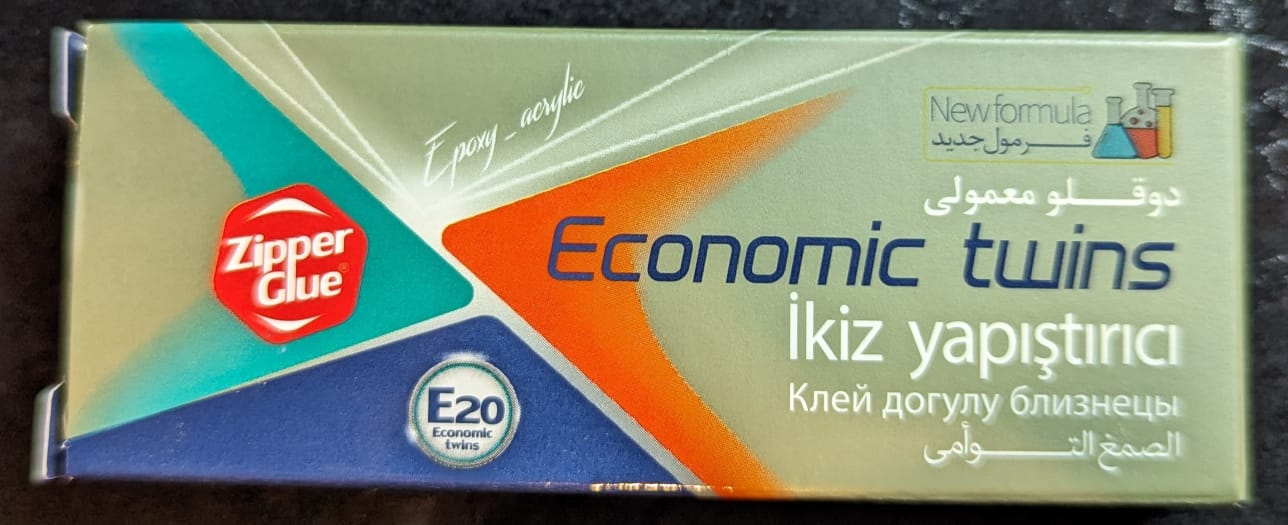 Epoxy_acrylic
New formula
فرمول جدید
دوقلو معمولی
Zipper
Glue®
Economic twins
İkiz yapıştırıcı
Клей догулу близнецы
الصمغ التوأمی
E20
Economic
twins